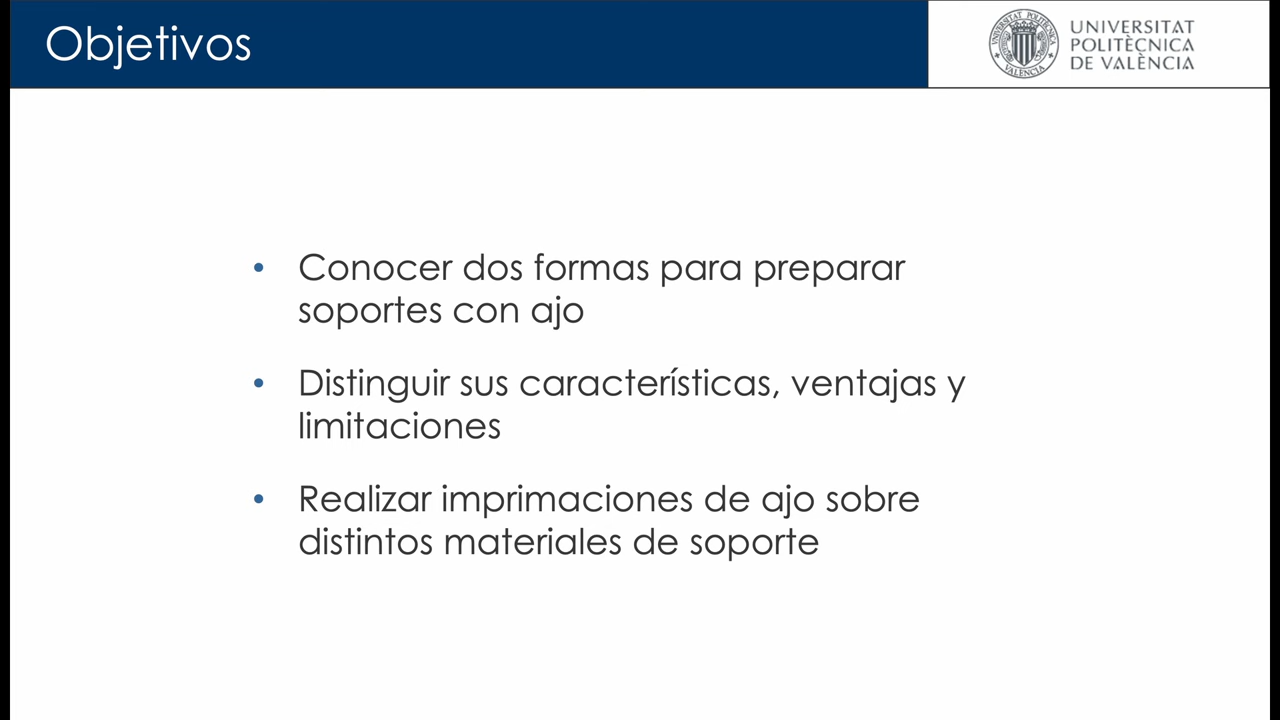 Objetivos
UNIVERSITAT
POLITÈCNICA
DE VALÈNCIA
• Conocer dos formas para preparar
soportes con ajo
• Distinguir sus características, ventajas y
limitaciones
• Realizar imprimaciones de ajo sobre
distintos materiales de soporte